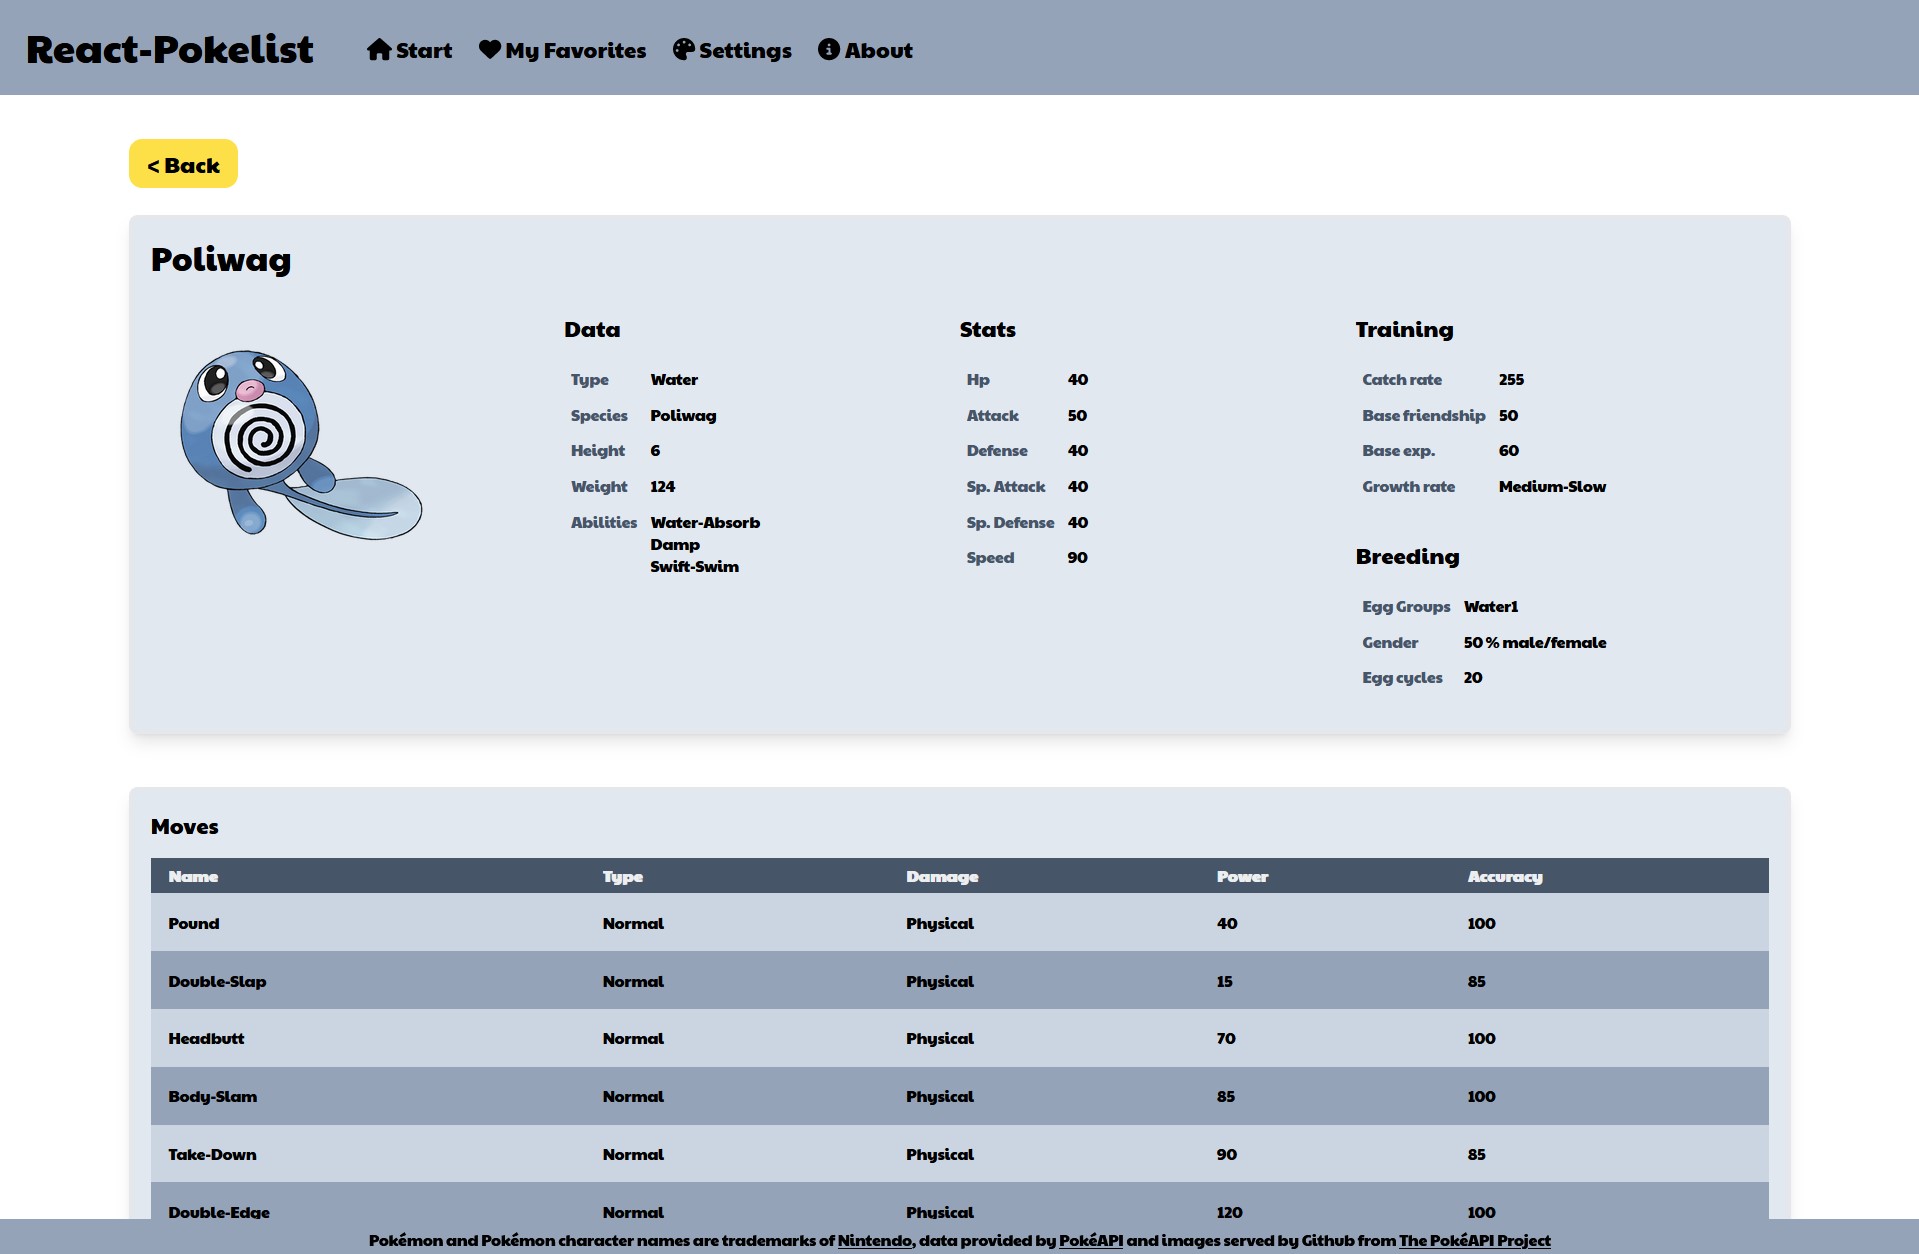 React-Pokelist Start My Favorites Settings About
< Back
Poliwag
Data
Type Water
Species Poliwag
Height 6
Weight 124
Abilities Water-Absorb
Damp
Swift-Swim
Stats
Hp 40
Attack 50
Defense 40
Sp. Attack 40
Sp. Defense 40
Speed 90
Training
Catch rate 255
Base friendship 50
Base exp. 60
Growth rate Medium-Slow
Breeding
Egg Groups Water1
Gender 50 % male/female
Egg cycles 20
Moves
Name Type Damage Power Accuracy
Pound Normal Physical 40 100
Double-Slap Normal Physical 15 85
Headbutt Normal Physical 70 100
Body-Slam Normal Physical 85 100
Take-Down Normal Physical 90 85
Double-Edge Normal Physical 120 100
Pokémon and Pokémon character names are trademarks of Nintendo, data provided by PokéAPI and images served by Github from The PokéAPI Project